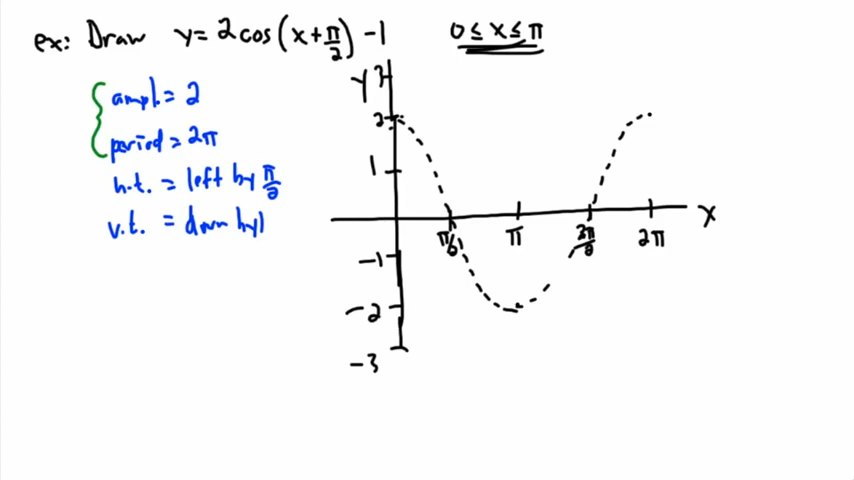 ex: Draw y = 2cos(x+π/2) -1 0 ≤ x ≤ π
ampl. = 2
period = 2π
h.t. = left by π/2
v.t. = down by 1
y
3
2
1
-1
-2
-3
π/2 π 3π/2 2π x